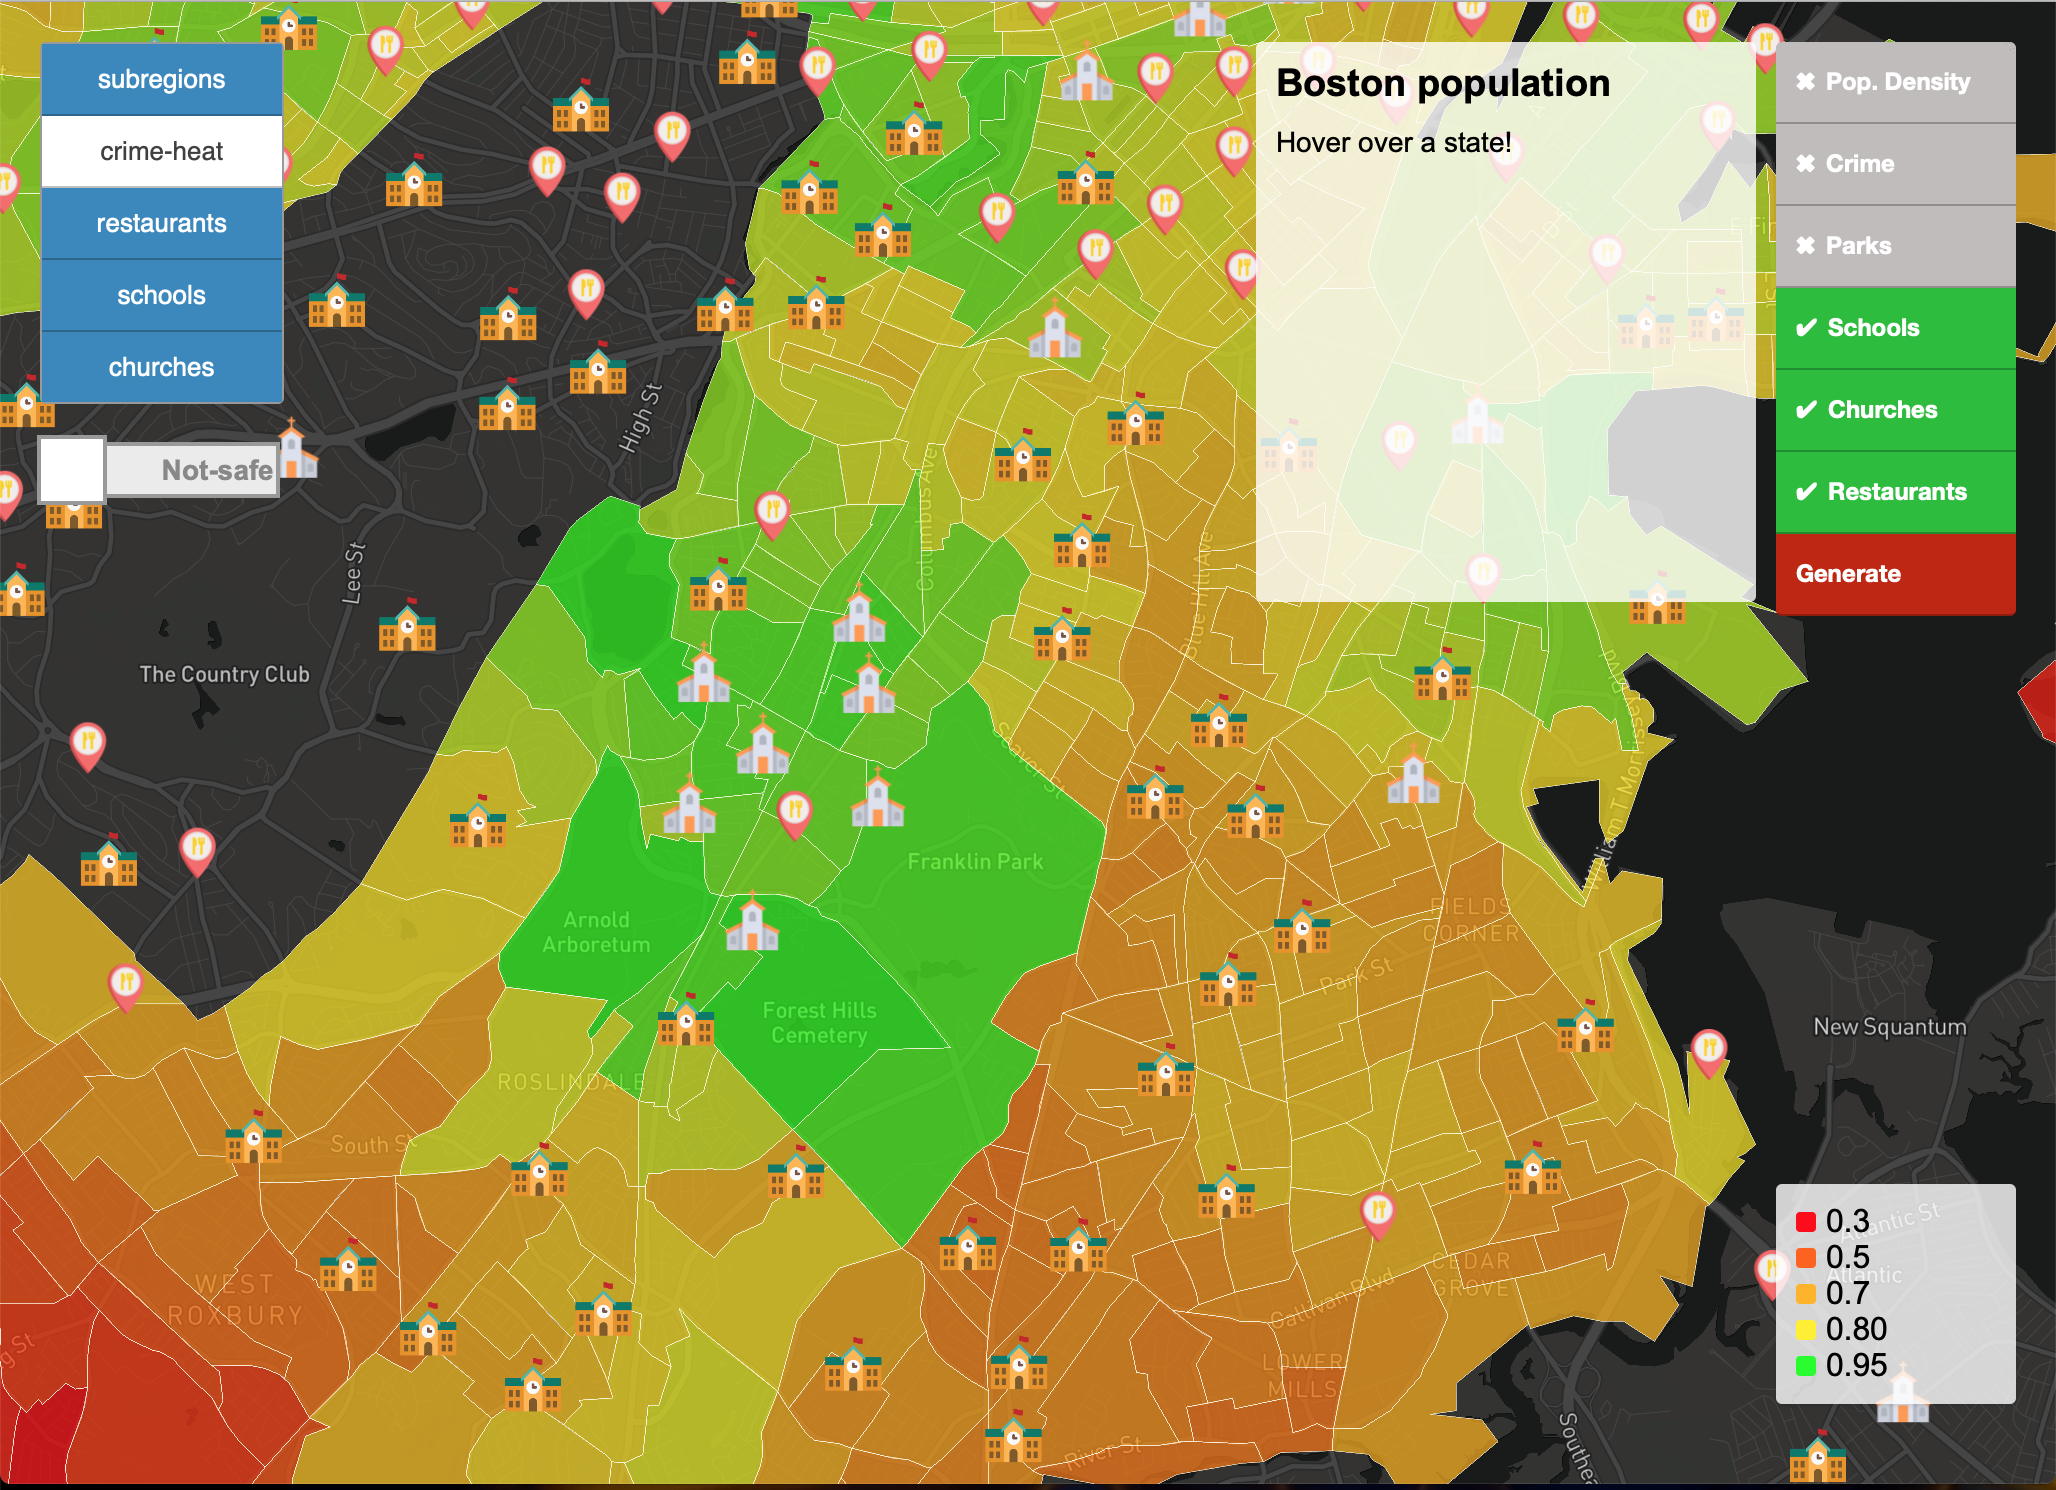 subregions
crime-heat
restaurants
schools
churches
Not-safe
Boston population
Hover over a state!
✖ Pop. Density
✖ Crime
✖ Parks
✔ Schools
✔ Churches
✔ Restaurants
Generate
High St
Lee St
The Country Club
Columbus Ave
Blue Hill Ave
Seaver St
Franklin Park
Arnold
Arboretum
Forest Hills
Cemetery
ROSLINDALE
South St
WEST
ROXBURY
FIELDS
CORNER
Park St
William T Morrissey Blvd
New Squantum
CEDAR
GROVE
Gallivan Blvd
LOWER
MILLS
River St
0.3
0.5
0.7
0.80
0.95
Atlantic St
Atlantic